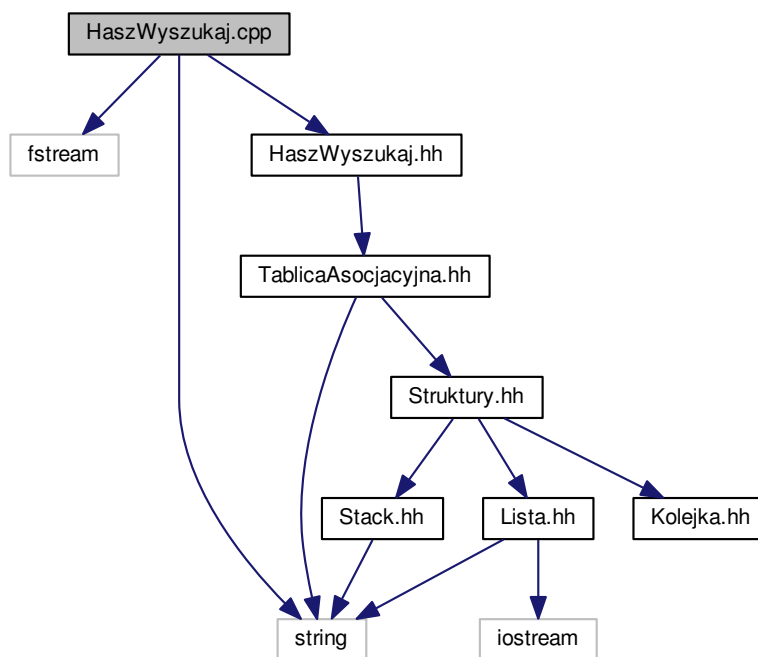 HaszWyszukaj.cpp
fstream
HaszWyszukaj.hh
TablicaAsocjacyjna.hh
Struktury.hh
Stack.hh
Lista.hh
Kolejka.hh
string
iostream